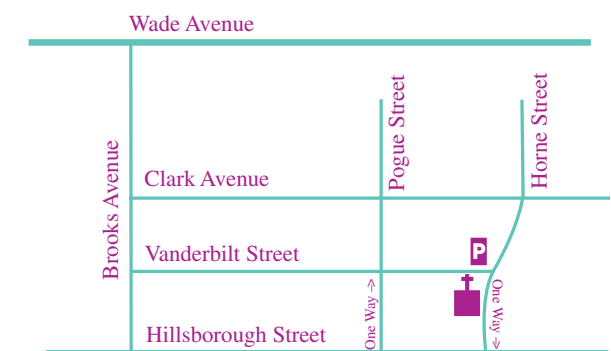 Wade Avenue
Pogue Street
Horne Street
Brooks Avenue
Clark Avenue
Vanderbilt Street
P
One Way ->
One Way ->
Hillsborough Street